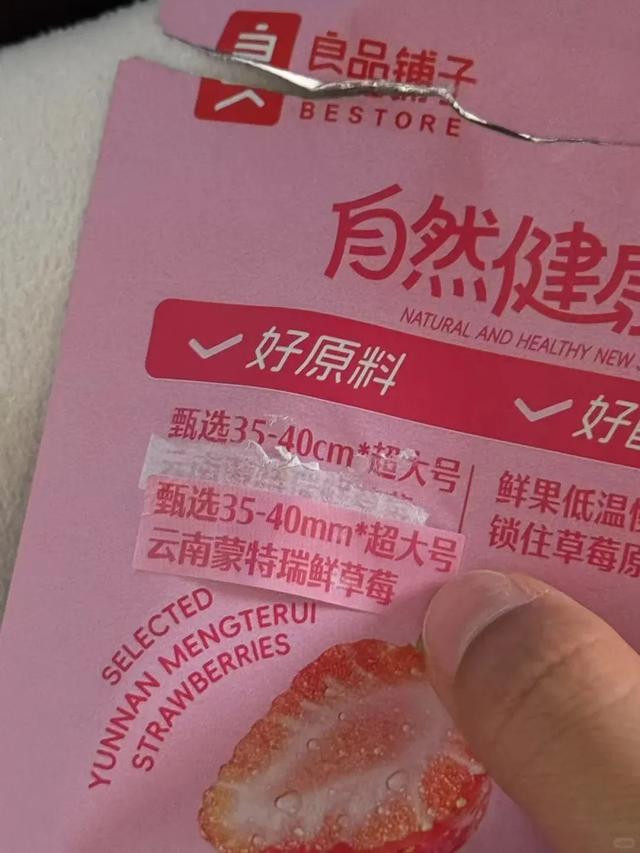 良品铺子
BESTORE
自然健康
NATURAL AND HEALTHY NEW
好原料
好
甄选35-40cm*超大号
甄选35-40mm*超大号
云南蒙特瑞鲜草莓
鲜果低温
锁住草莓原
SELECTED
YUNNAN MENGTERUI
STRAWBERRIES